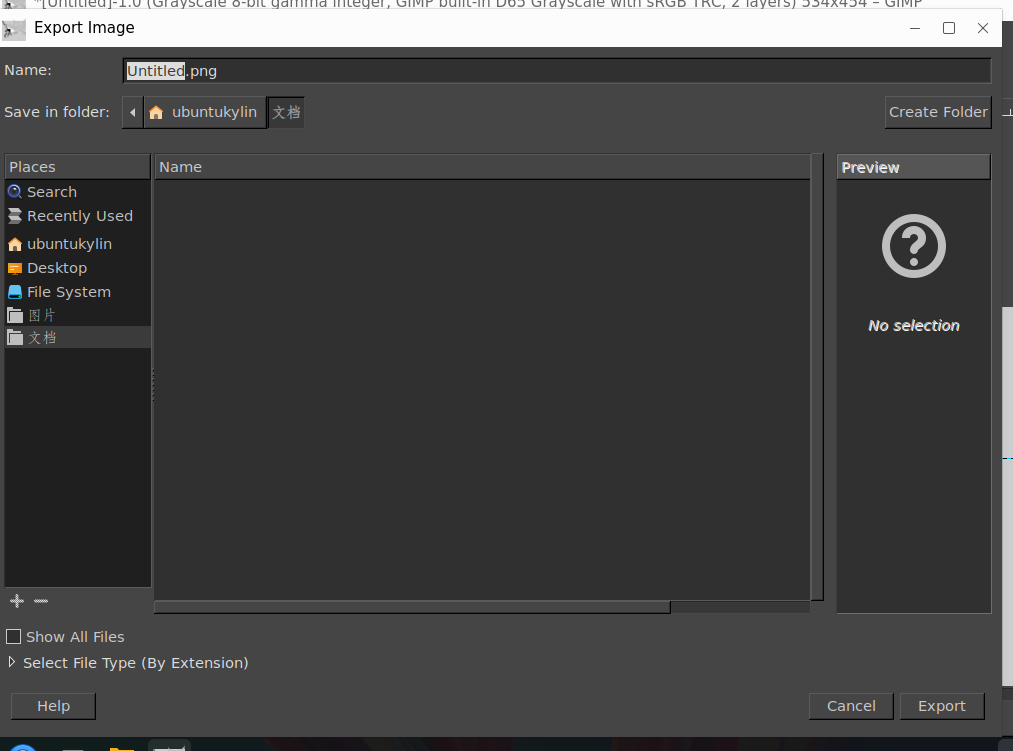 *[Untitled]-1.0 (Grayscale 8-bit gamma integer, GIMP built-in D65 Grayscale with sRGB TRC, 2 layers) 534x454 – GIMP
Export Image
Name:
Untitled.png
Save in folder:
ubuntukylin
文档
Create Folder
Places
Name
Preview
Search
Recently Used
ubuntukylin
Desktop
File System
图片
文档
No selection
Show All Files
Select File Type (By Extension)
Help
Cancel
Export